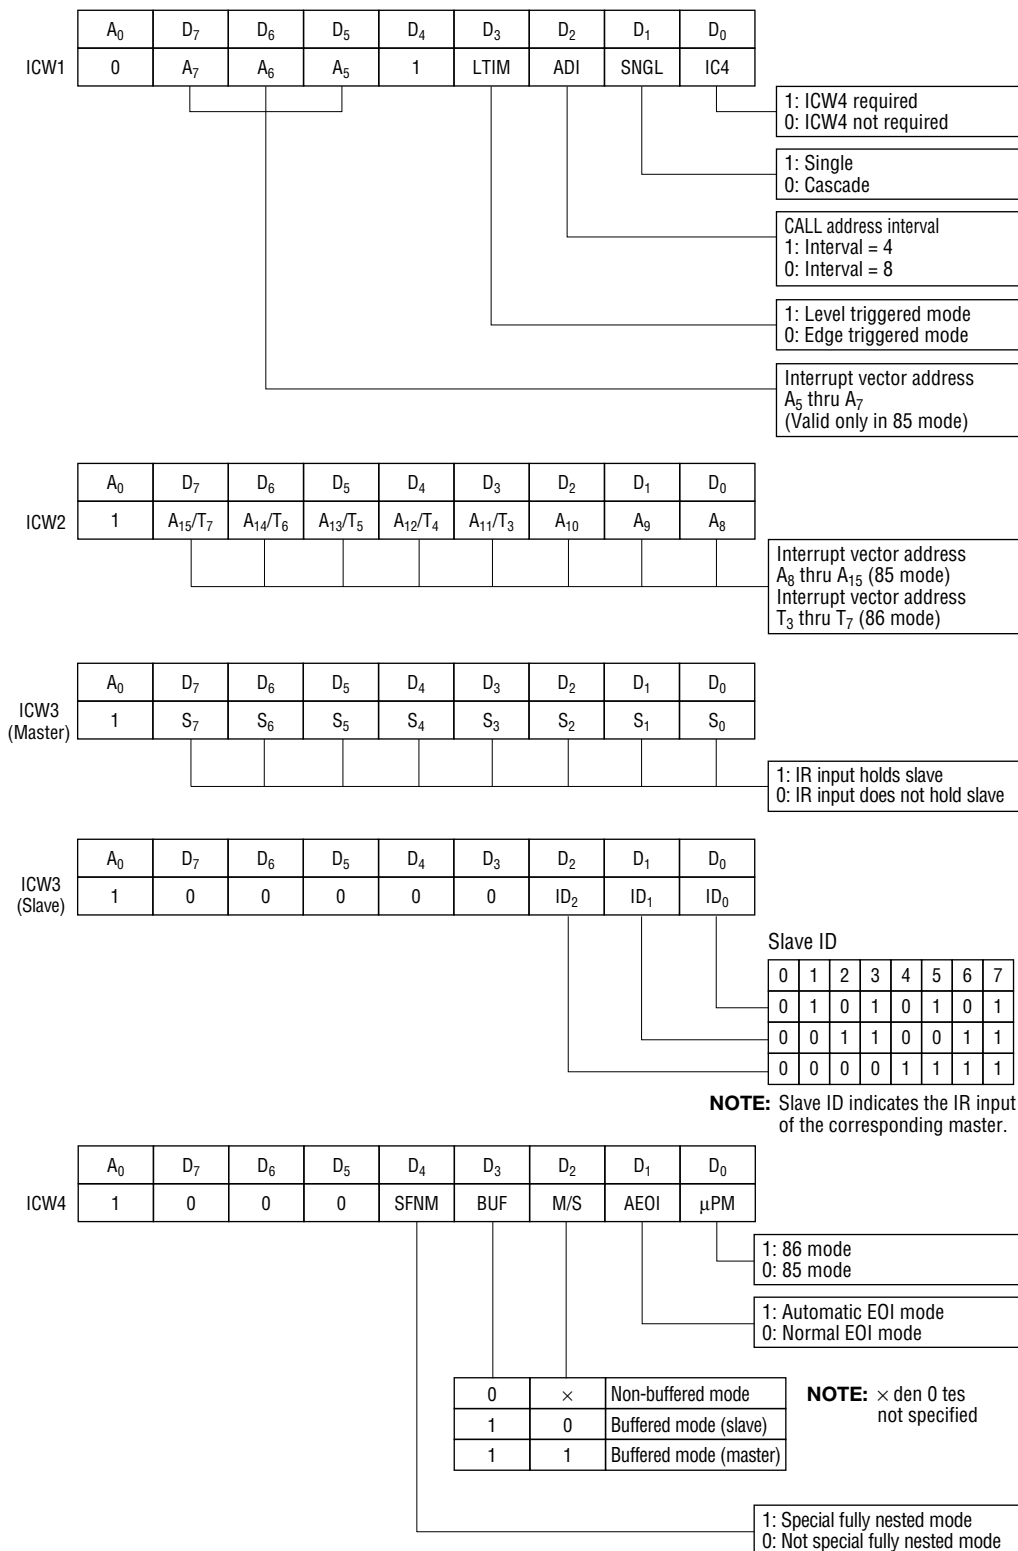 A₀ D₇ D₆ D₅ D₄ D₃ D₂ D₁ D₀
ICW1 0 A₇ A₆ A₅ 1 LTIM ADI SNGL IC4
1: ICW4 required
0: ICW4 not required
1: Single
0: Cascade
CALL address interval
1: Interval = 4
0: Interval = 8
1: Level triggered mode
0: Edge triggered mode
Interrupt vector address
A₅ thru A₇
(Valid only in 85 mode)
A₀ D₇ D₆ D₅ D₄ D₃ D₂ D₁ D₀
ICW2 1 A₁₅/T₇ A₁₄/T₆ A₁₃/T₅ A₁₂/T₄ A₁₁/T₃ A₁₀ A₉ A₈
Interrupt vector address
A₈ thru A₁₅ (85 mode)
Interrupt vector address
T₃ thru T₇ (86 mode)
A₀ D₇ D₆ D₅ D₄ D₃ D₂ D₁ D₀
ICW3
(Master)
1 S₇ S₆ S₅ S₄ S₃ S₂ S₁ S₀
1: IR input holds slave
0: IR input does not hold slave
A₀ D₇ D₆ D₅ D₄ D₃ D₂ D₁ D₀
ICW3
(Slave)
1 0 0 0 0 0 ID₂ ID₁ ID₀
Slave ID
0 1 2 3 4 5 6 7
0 1 0 1 0 1 0 1
0 0 1 1 0 0 1 1
0 0 0 0 1 1 1 1
NOTE: Slave ID indicates the IR input
of the corresponding master.
A₀ D₇ D₆ D₅ D₄ D₃ D₂ D₁ D₀
ICW4 1 0 0 0 SFNM BUF M/S AEOI µPM
1: 86 mode
0: 85 mode
1: Automatic EOI mode
0: Normal EOI mode
0 × Non-buffered mode
1 0 Buffered mode (slave)
1 1 Buffered mode (master)
NOTE: × den 0 tes
not specified
1: Special fully nested mode
0: Not special fully nested mode